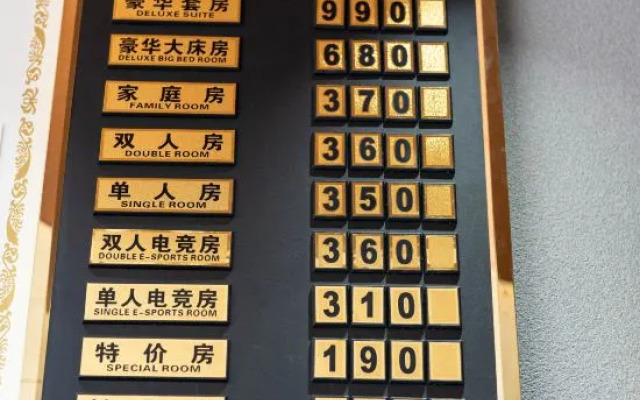 豪华套房 990
DELUXE SUITE
豪华大床房 680
DELUXE BIG BED ROOM
家庭房 370
FAMILY ROOM
双人房 360
DOUBLE ROOM
单人房 350
SINGLE ROOM
双人电竞房 360
DOUBLE E-SPORTS ROOM
单人电竞房 310
SINGLE E-SPORTS ROOM
特价房 190
SPECIAL ROOM